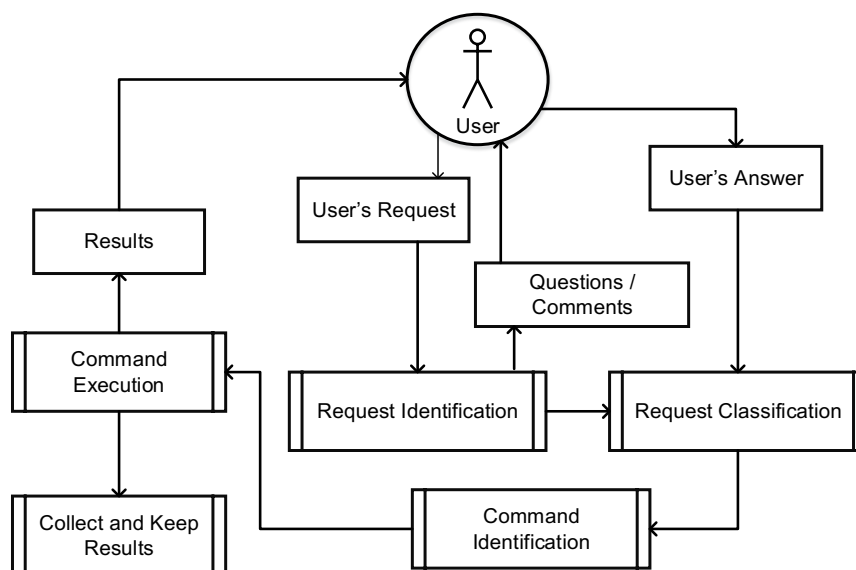 User
User's Answer
User's Request
Results
Questions /
Comments
Command
Execution
Request Identification
Request Classification
Collect and Keep
Results
Command
Identification